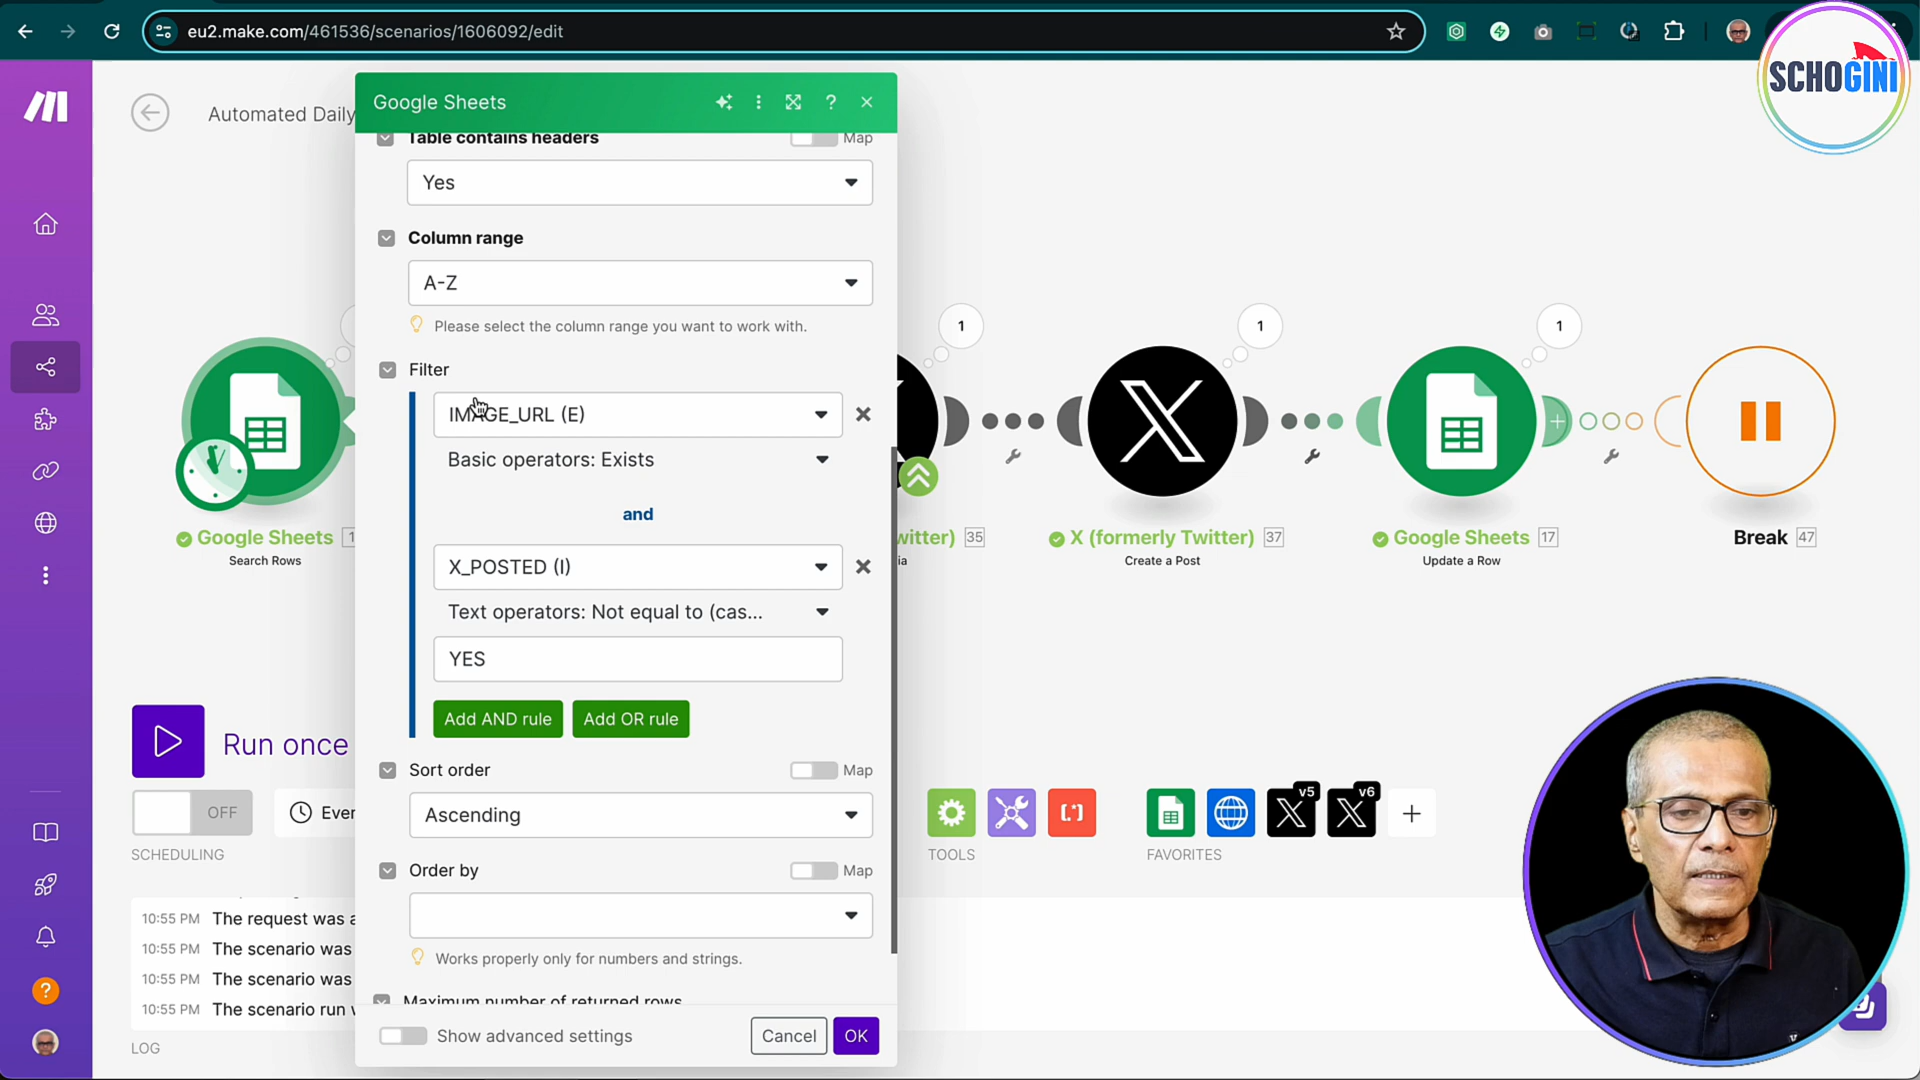 eu2.make.com/461536/scenarios/1606092/edit
SCHOGINI
Automated Daily
Google Sheets
?
Table contains headers
Map
Yes
Column range
A-Z
Please select the column range you want to work with.
Filter
IMAGE_URL (E)
Basic operators: Exists
and
X_POSTED (I)
Text operators: Not equal to (cas...
YES
Add AND rule
Add OR rule
Sort order
Map
Ascending
Order by
Map
Works properly only for numbers and strings.
Maximum number of returned rows
Show advanced settings
Cancel
OK
Google Sheets
1
Search Rows
1
witter)
35
ia
1
X (formerly Twitter)
37
Create a Post
1
Google Sheets
17
Update a Row
Break
47
Run once
OFF
Ever
SCHEDULING
[.*]
TOOLS
v5
v6
FAVORITES
10:55 PM The request was a
10:55 PM The scenario was
10:55 PM The scenario was
10:55 PM The scenario run w
LOG
?